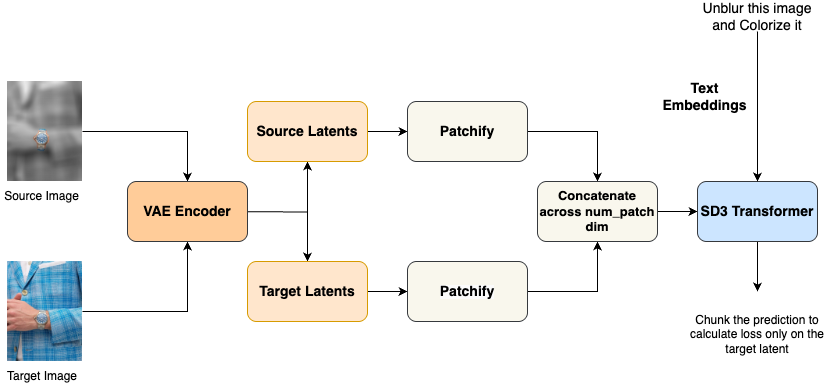 Unblur this image
and Colorize it
Text
Embeddings
Source Image
Source Latents
Patchify
VAE Encoder
Concatenate
across num_patch
dim
SD3 Transformer
Target Latents
Patchify
Target Image
Chunk the prediction to
calculate loss only on the
target latent